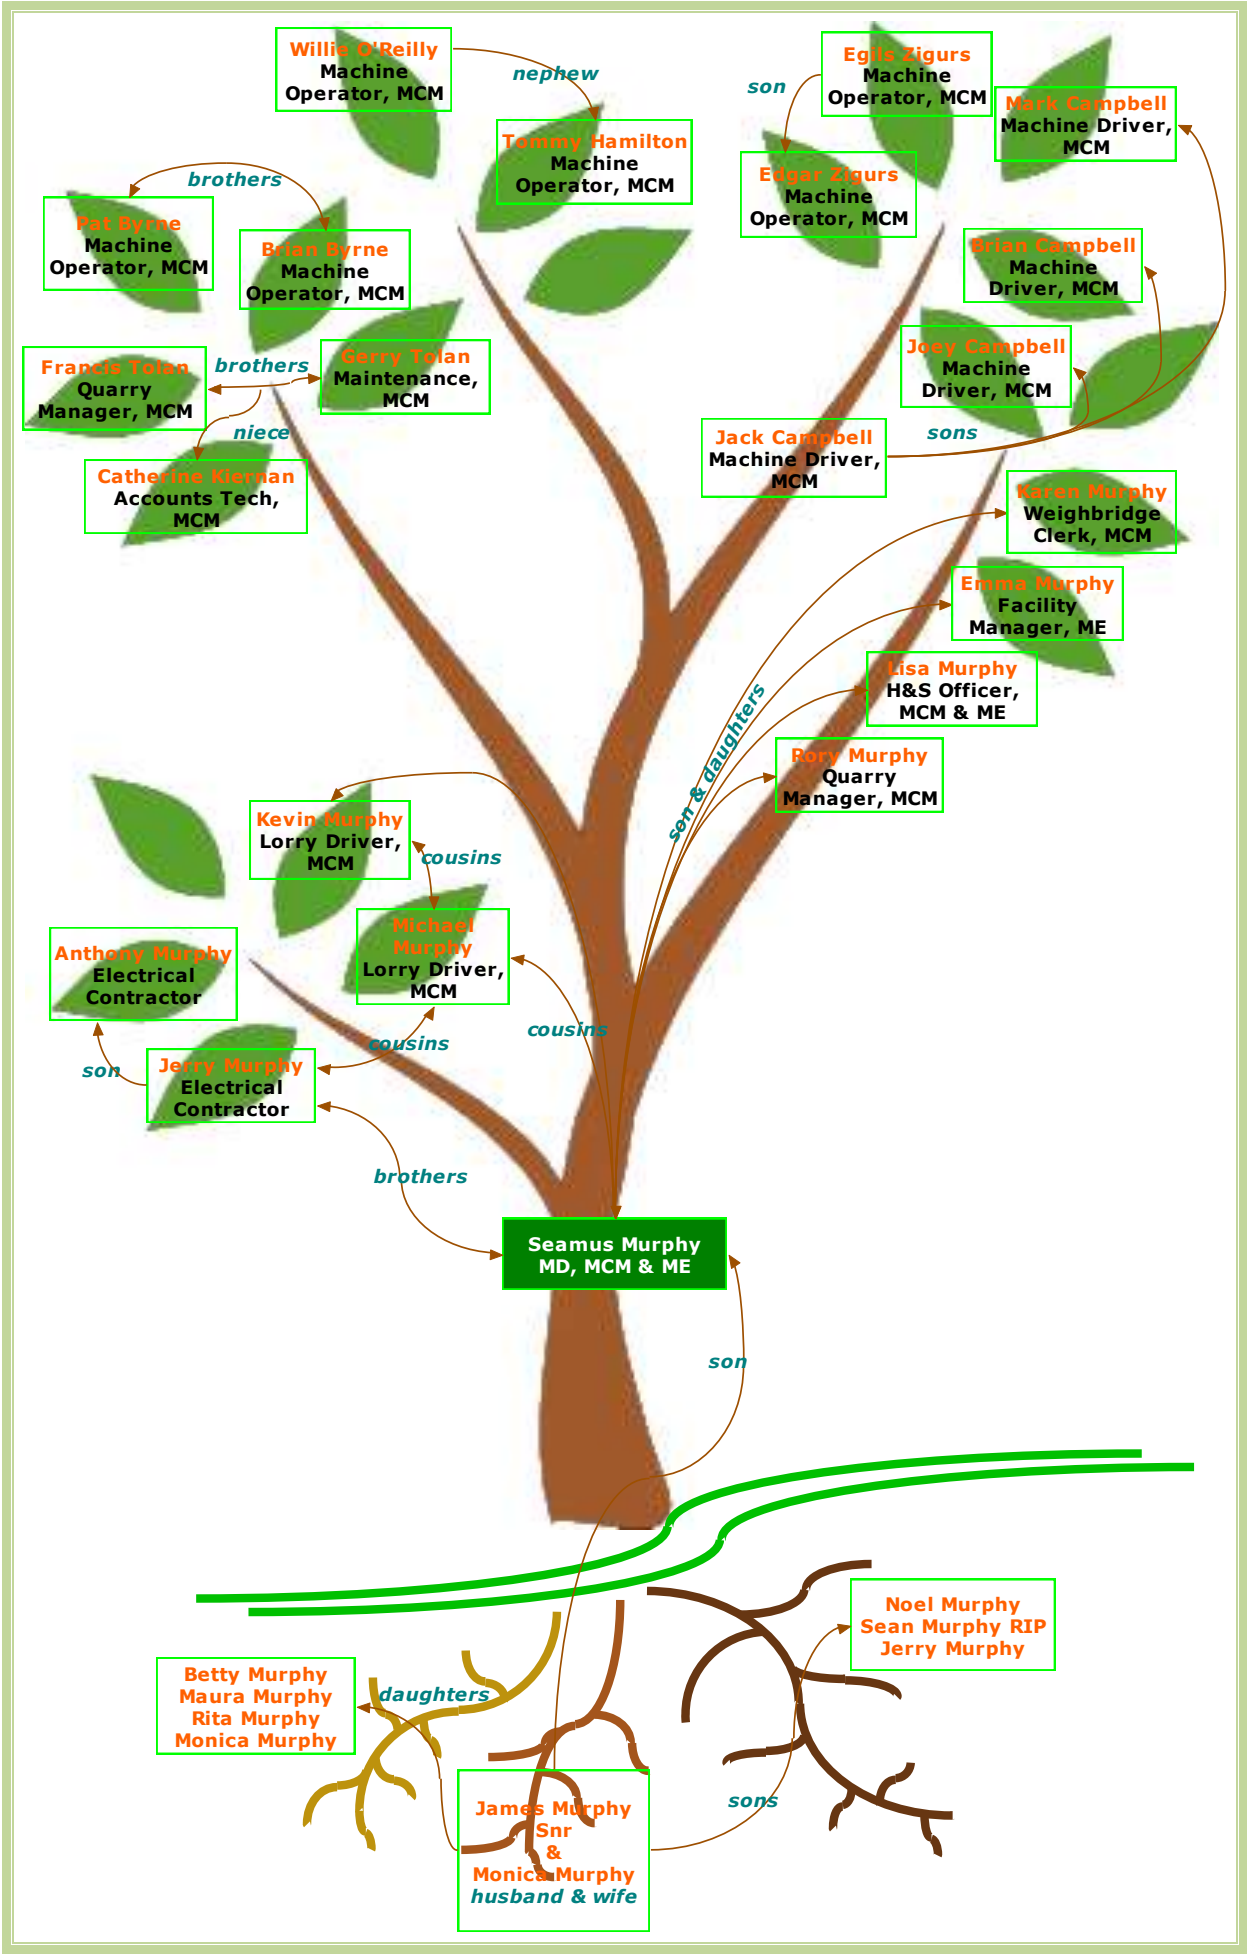 Willie O'Reilly
Machine
Operator, MCM
nephew
Tommy Hamilton
Machine
Operator, MCM
son
Egils Zigurs
Machine
Operator, MCM
Mark Campbell
Machine Driver,
MCM
Edgar Zigurs
Machine
Operator, MCM
brothers
Pat Byrne
Machine
Operator, MCM
Brian Byrne
Machine
Operator, MCM
Brian Campbell
Machine
Driver, MCM
Francis Tolan
Quarry
Manager, MCM
brothers
Gerry Tolan
Maintenance,
MCM
Joey Campbell
Machine
Driver, MCM
niece
Catherine Kiernan
Accounts Tech,
MCM
Jack Campbell
Machine Driver,
MCM
sons
Karen Murphy
Weighbridge
Clerk, MCM
Emma Murphy
Facility
Manager, ME
Lisa Murphy
H&S Officer,
MCM & ME
son & daughters
Rory Murphy
Quarry
Manager, MCM
Kevin Murphy
Lorry Driver,
MCM
cousins
Michael
Murphy
Lorry Driver,
MCM
Anthony Murphy
Electrical
Contractor
cousins
cousins
son
Jerry Murphy
Electrical
Contractor
brothers
Seamus Murphy
MD, MCM & ME
son
Noel Murphy
Sean Murphy RIP
Jerry Murphy
Betty Murphy
Maura Murphy
Rita Murphy
Monica Murphy
daughters
sons
James Murphy
Snr
&
Monica Murphy
husband & wife